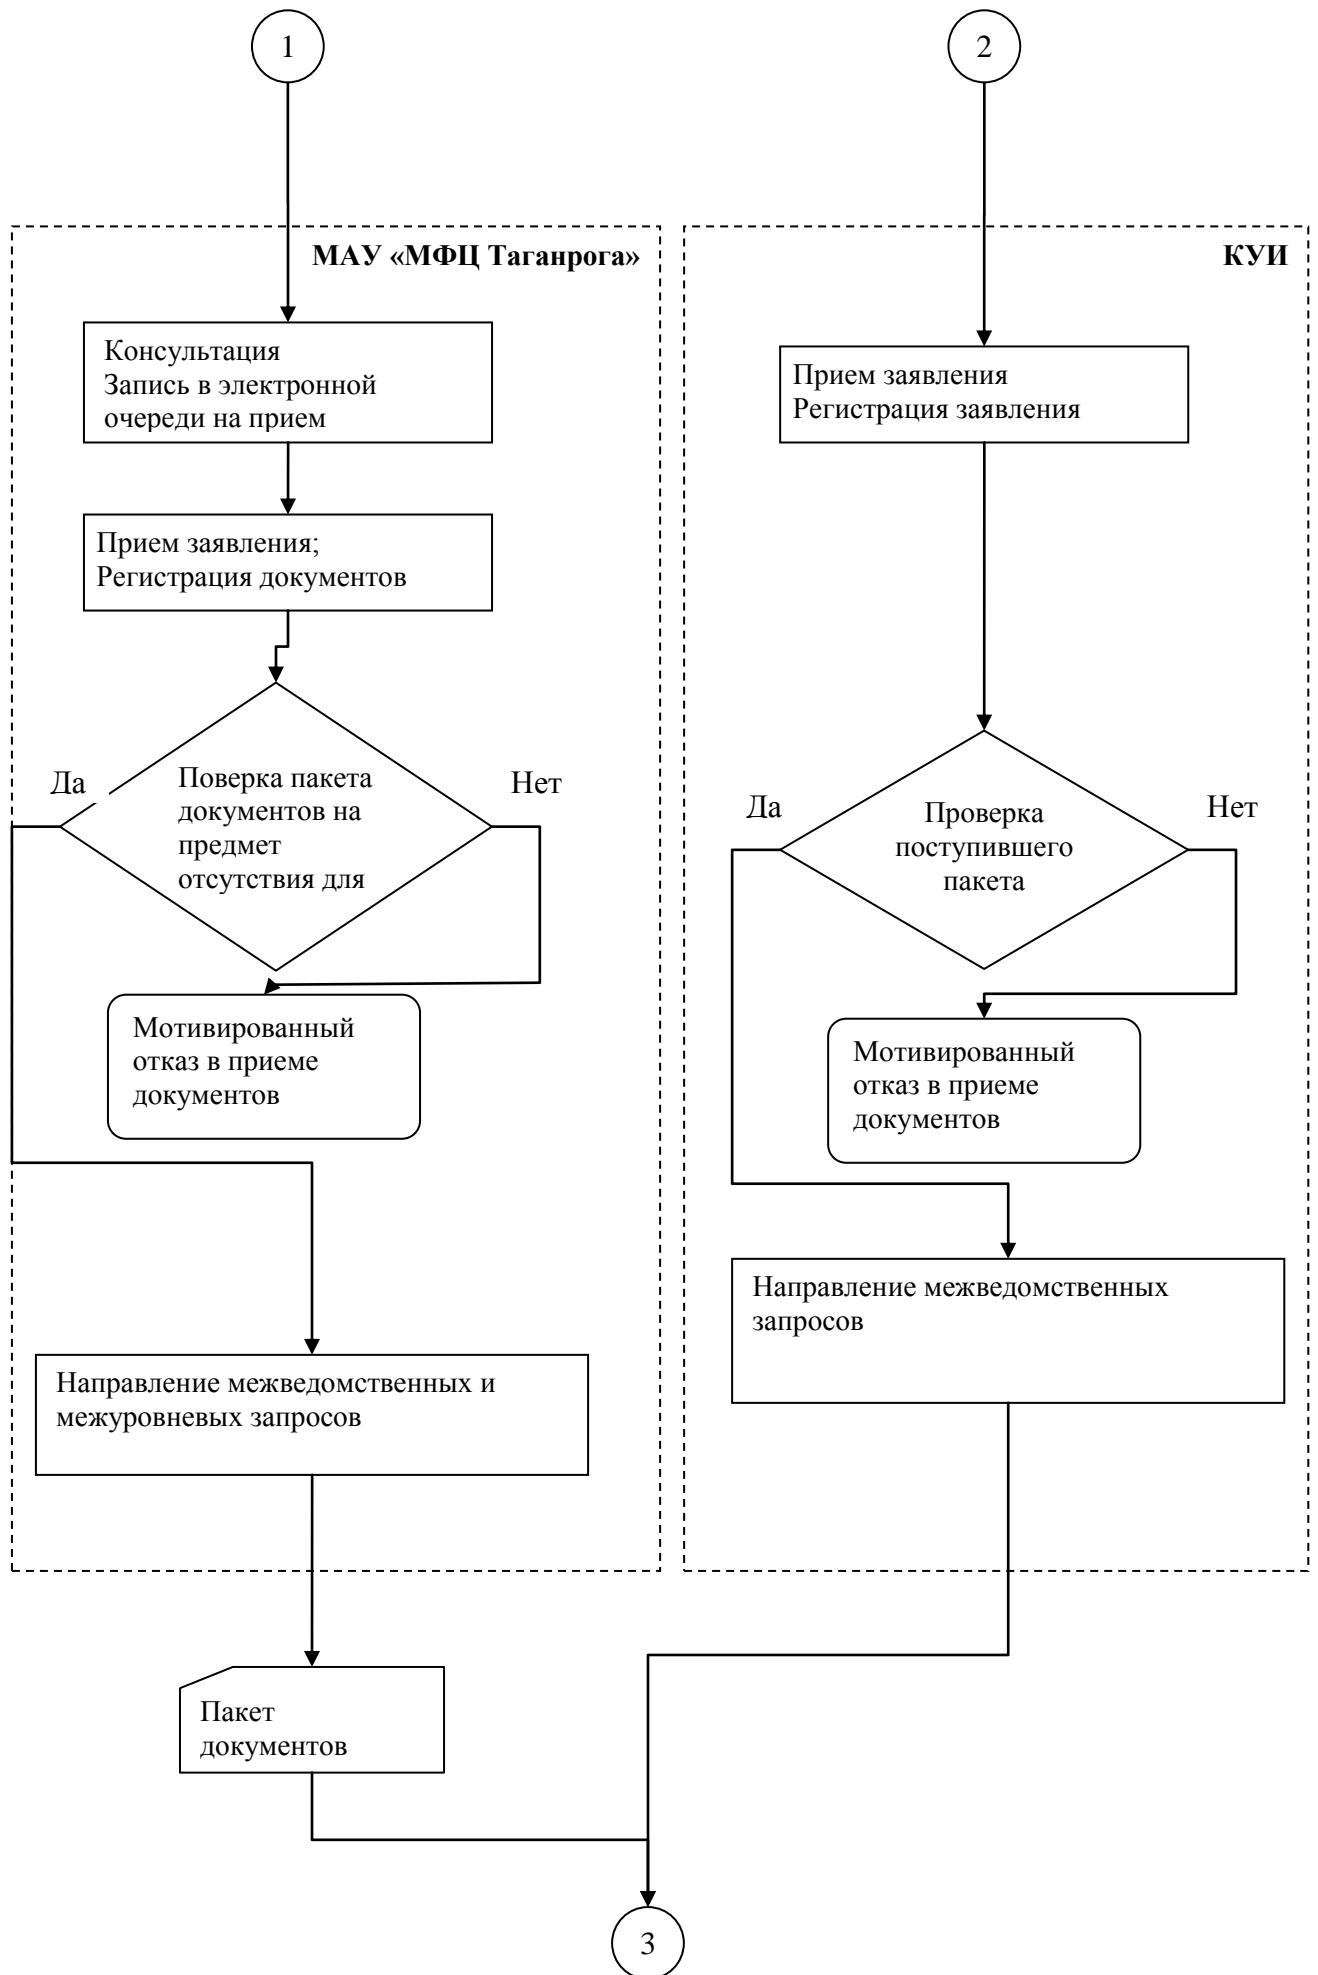 1
2
МАУ «МФЦ Таганрога»
КУИ
Консультация
Запись в электронной
очереди на прием
Прием заявления
Регистрация заявления
Прием заявления;
Регистрация документов
Да
Поверка пакета
документов на
предмет
отсутствия для
Нет
Да
Проверка
поступившего
пакета
Нет
Мотивированный
отказ в приеме
документов
Мотивированный
отказ в приеме
документов
Направление межведомственных
запросов
Направление межведомственных и
межуровневых запросов
Пакет
документов
3